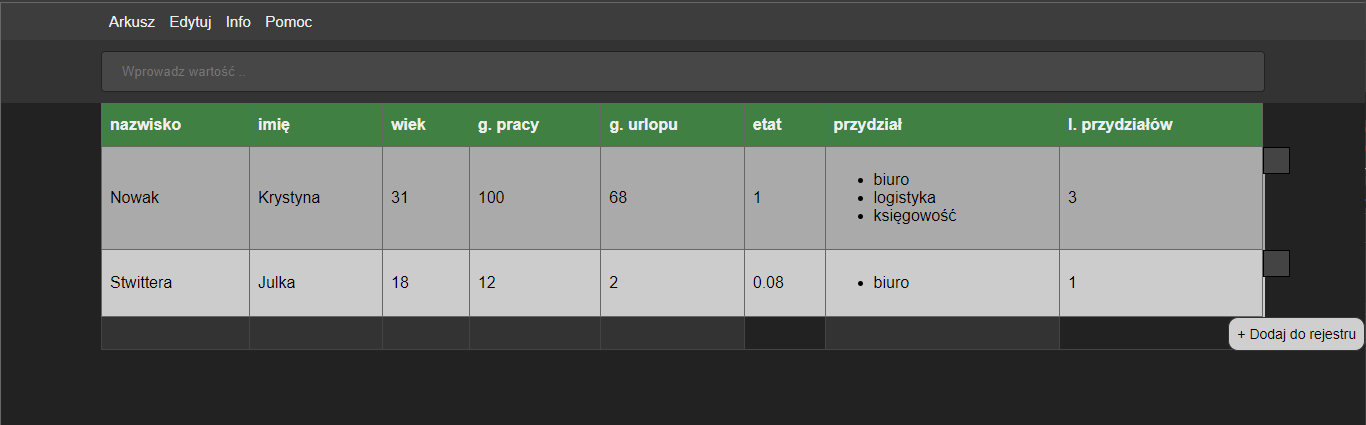 Arkusz Edytuj Info Pomoc
Wprowadz wartość ..
nazwisko imię wiek g. pracy g. urlopu etat przydział l. przydziałów
Nowak Krystyna 31 100 68 1 • biuro 3
• logistyka
• księgowość
Stwittera Julka 18 12 2 0.08 • biuro 1
+ Dodaj do rejestru